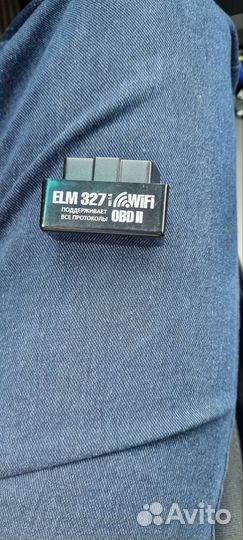 ELM 327 WiFi
ПОДДЕРЖИВАЕТ
ВСЕ ПРОТОКОЛЫ OBD II
Avito